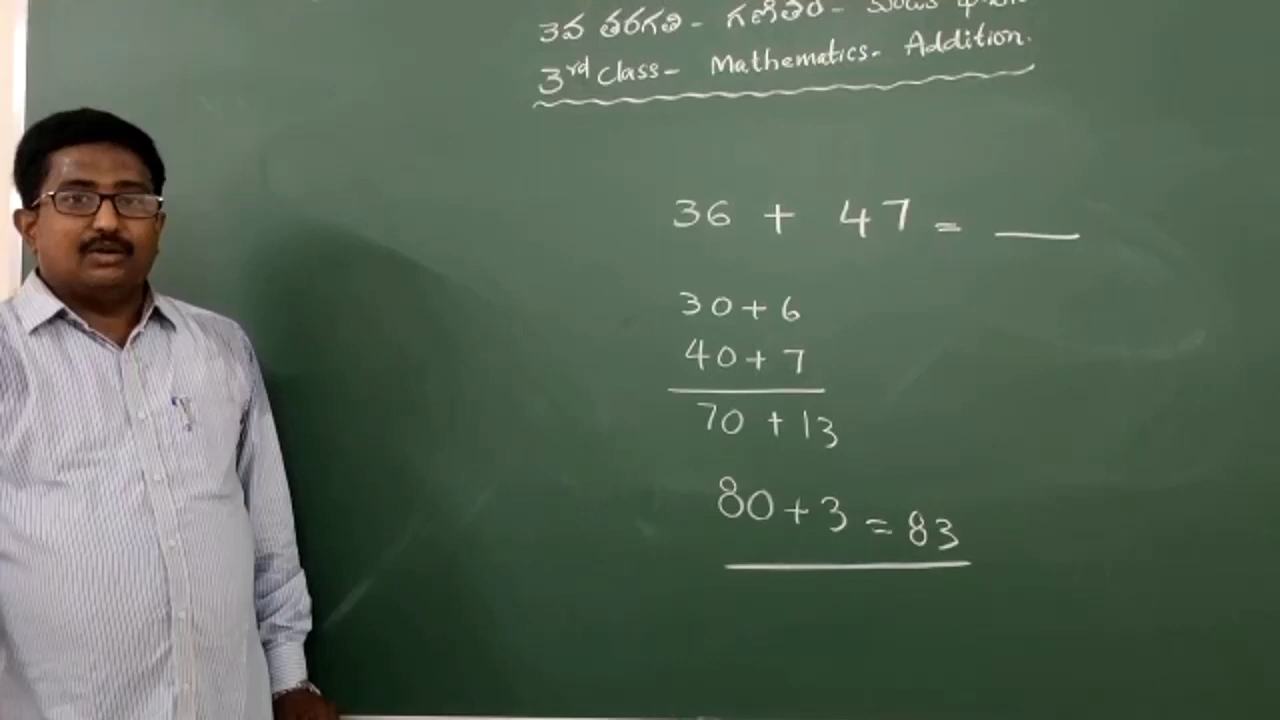 3వ తరగతి - గణితం -
3rd Class - Mathematics - Addition.
36 + 47 = ___
30 + 6
40 + 7
70 + 13
80 + 3 = 83